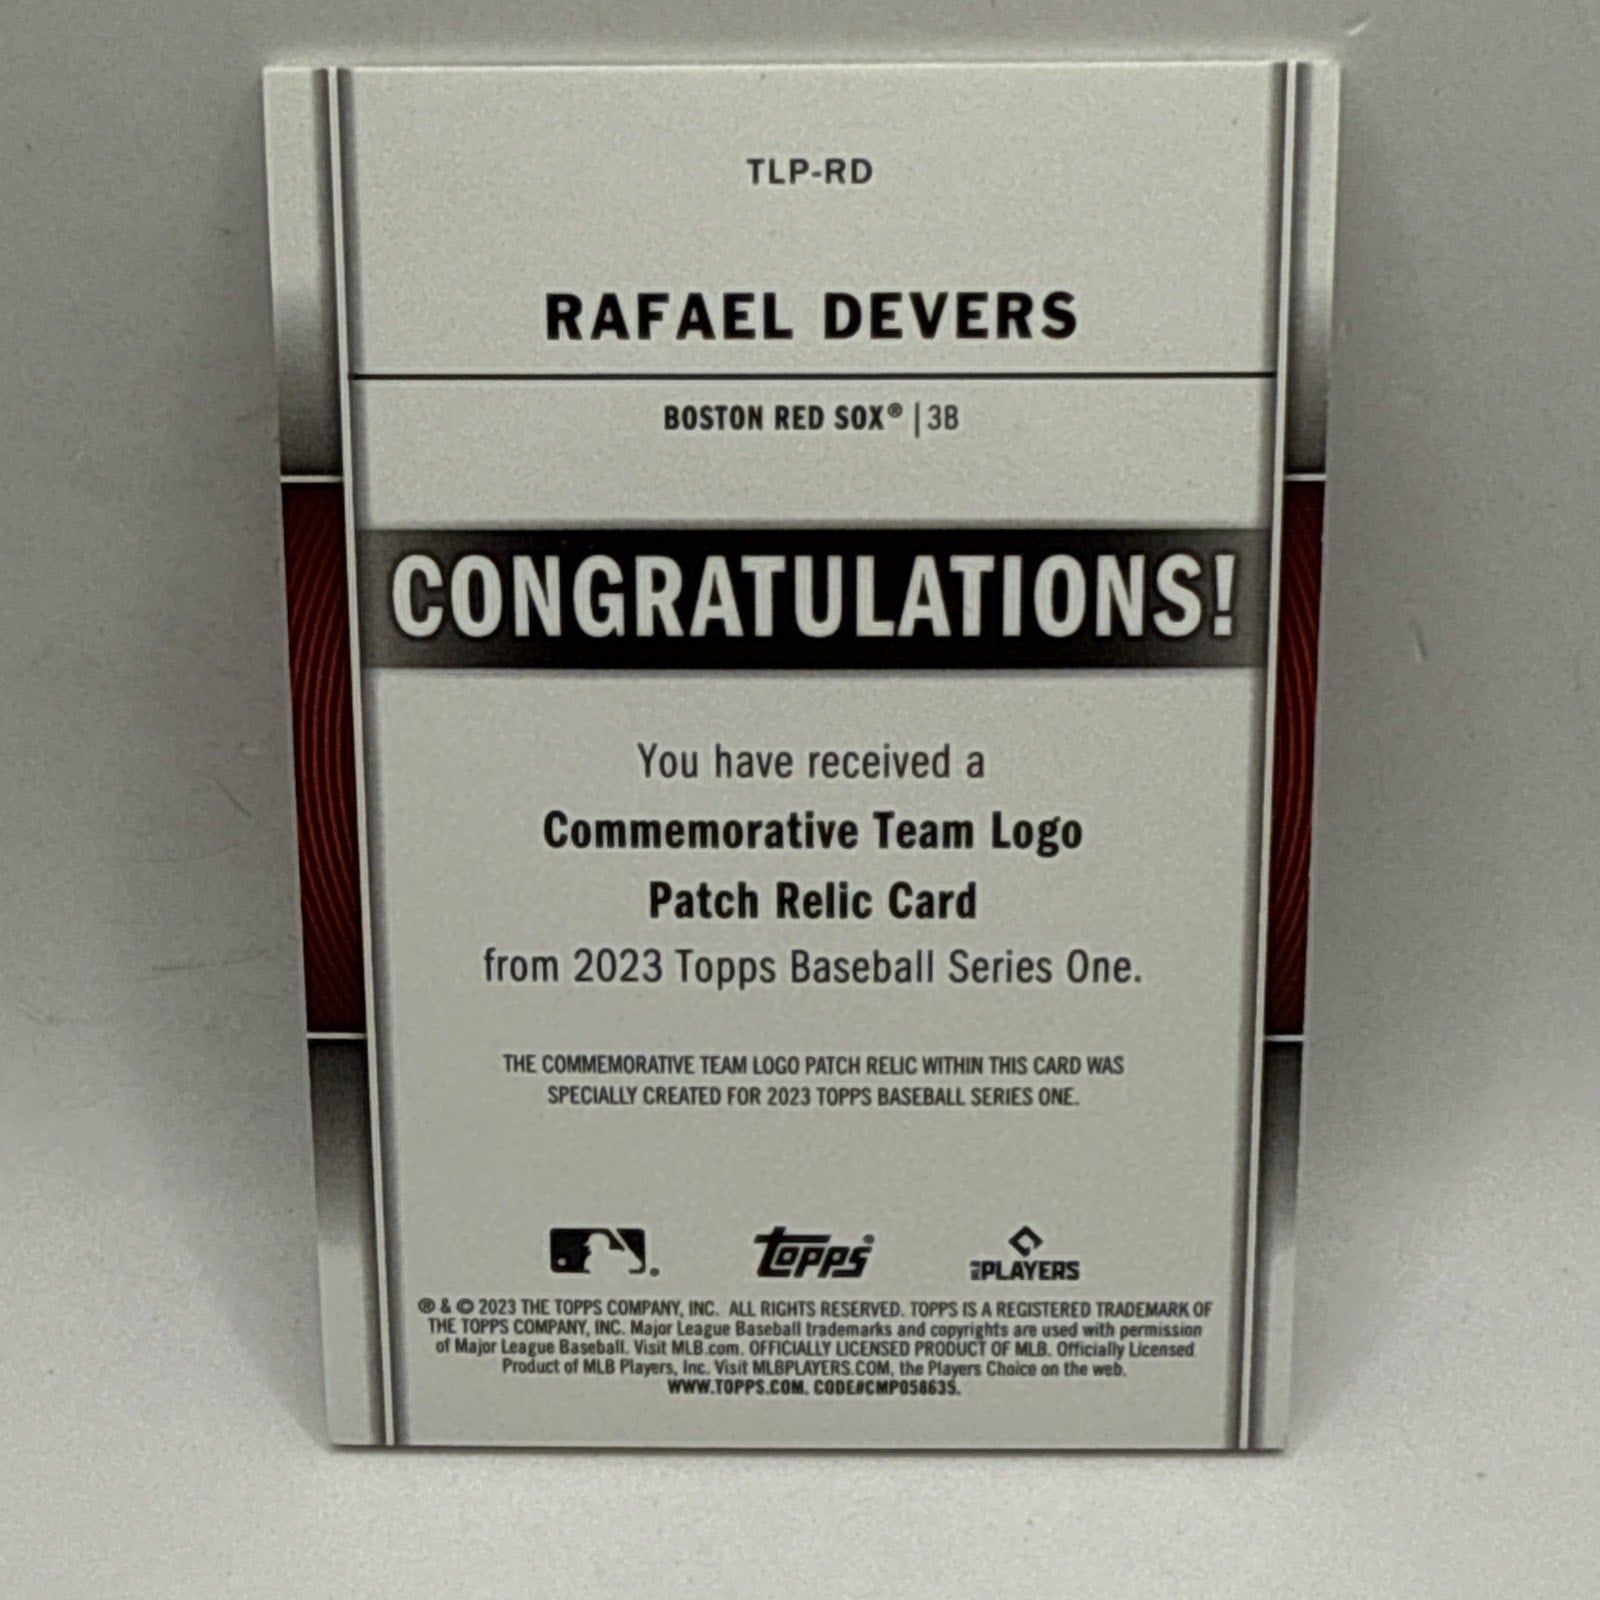 TLP-RD
RAFAEL DEVERS
BOSTON RED SOX® | 3B
CONGRATULATIONS!
You have received a
Commemorative Team Logo
Patch Relic Card
from 2023 Topps Baseball Series One.
THE COMMEMORATIVE TEAM LOGO PATCH RELIC WITHIN THIS CARD WAS
SPECIALLY CREATED FOR 2023 TOPPS BASEBALL SERIES ONE.
topps® PLAYERS
® & © 2023 THE TOPPS COMPANY, INC. ALL RIGHTS RESERVED. TOPPS IS A REGISTERED TRADEMARK OF
THE TOPPS COMPANY, INC. Major League Baseball trademarks and copyrights are used with permission
of Major League Baseball. Visit MLB.com. OFFICIALLY LICENSED PRODUCT OF MLB. Officially Licensed
Product of MLB Players, Inc. Visit MLBPLAYERS.COM, the Players Choice on the web.
WWW.TOPPS.COM. CODE#CMP058635.